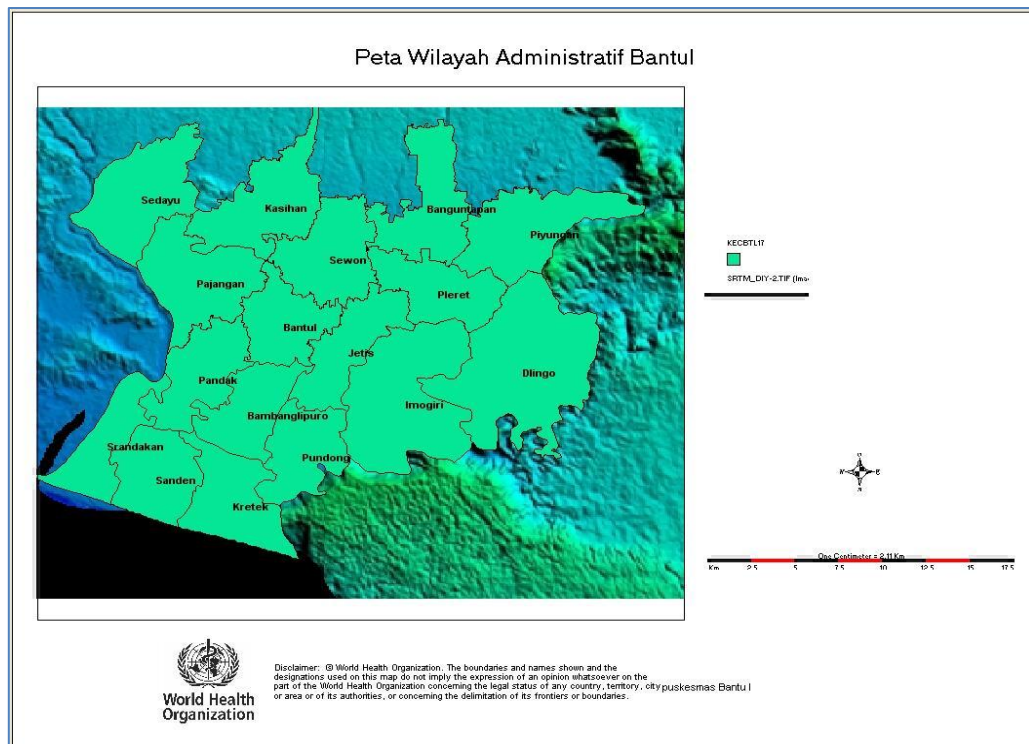 Peta Wilayah Administratif Bantul
Sedayu
Kasihan
Banguntapan
Piyungan
Sewon
Pajangan
Pleret
Bantul
Jetis
Dlingo
Pandak
Imogiri
Bambanglipuro
Srandakan
Pundong
Sanden
Kretek
KECBTL17
SRTM_DIY-2.TIF (Ima-
One Centimeter = 2.11 Km
Km 2.5 5 7.5 10 12.5 15 17.5
World Health
Organization
Disclaimer: © World Health Organization. The boundaries and names shown and the
designations used on this map do not imply the expression of an opinion whatsoever on the
part of the World Health Organization concerning the legal status of any country, territory, city puskesmas Bantul
or area or of its authorities, or concerning the delimitation of its frontiers or boundaries.